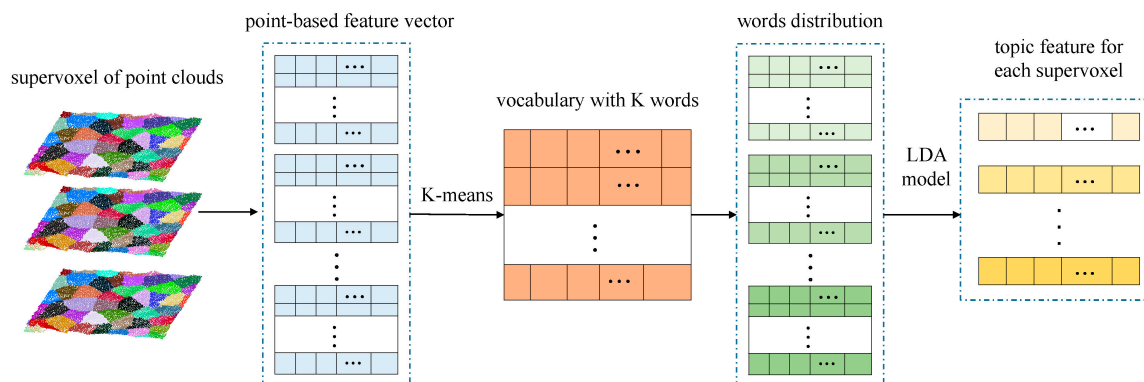 supervoxel of point clouds
point-based feature vector
K-means
vocabulary with K words
words distribution
LDA
model
topic feature for
each supervoxel